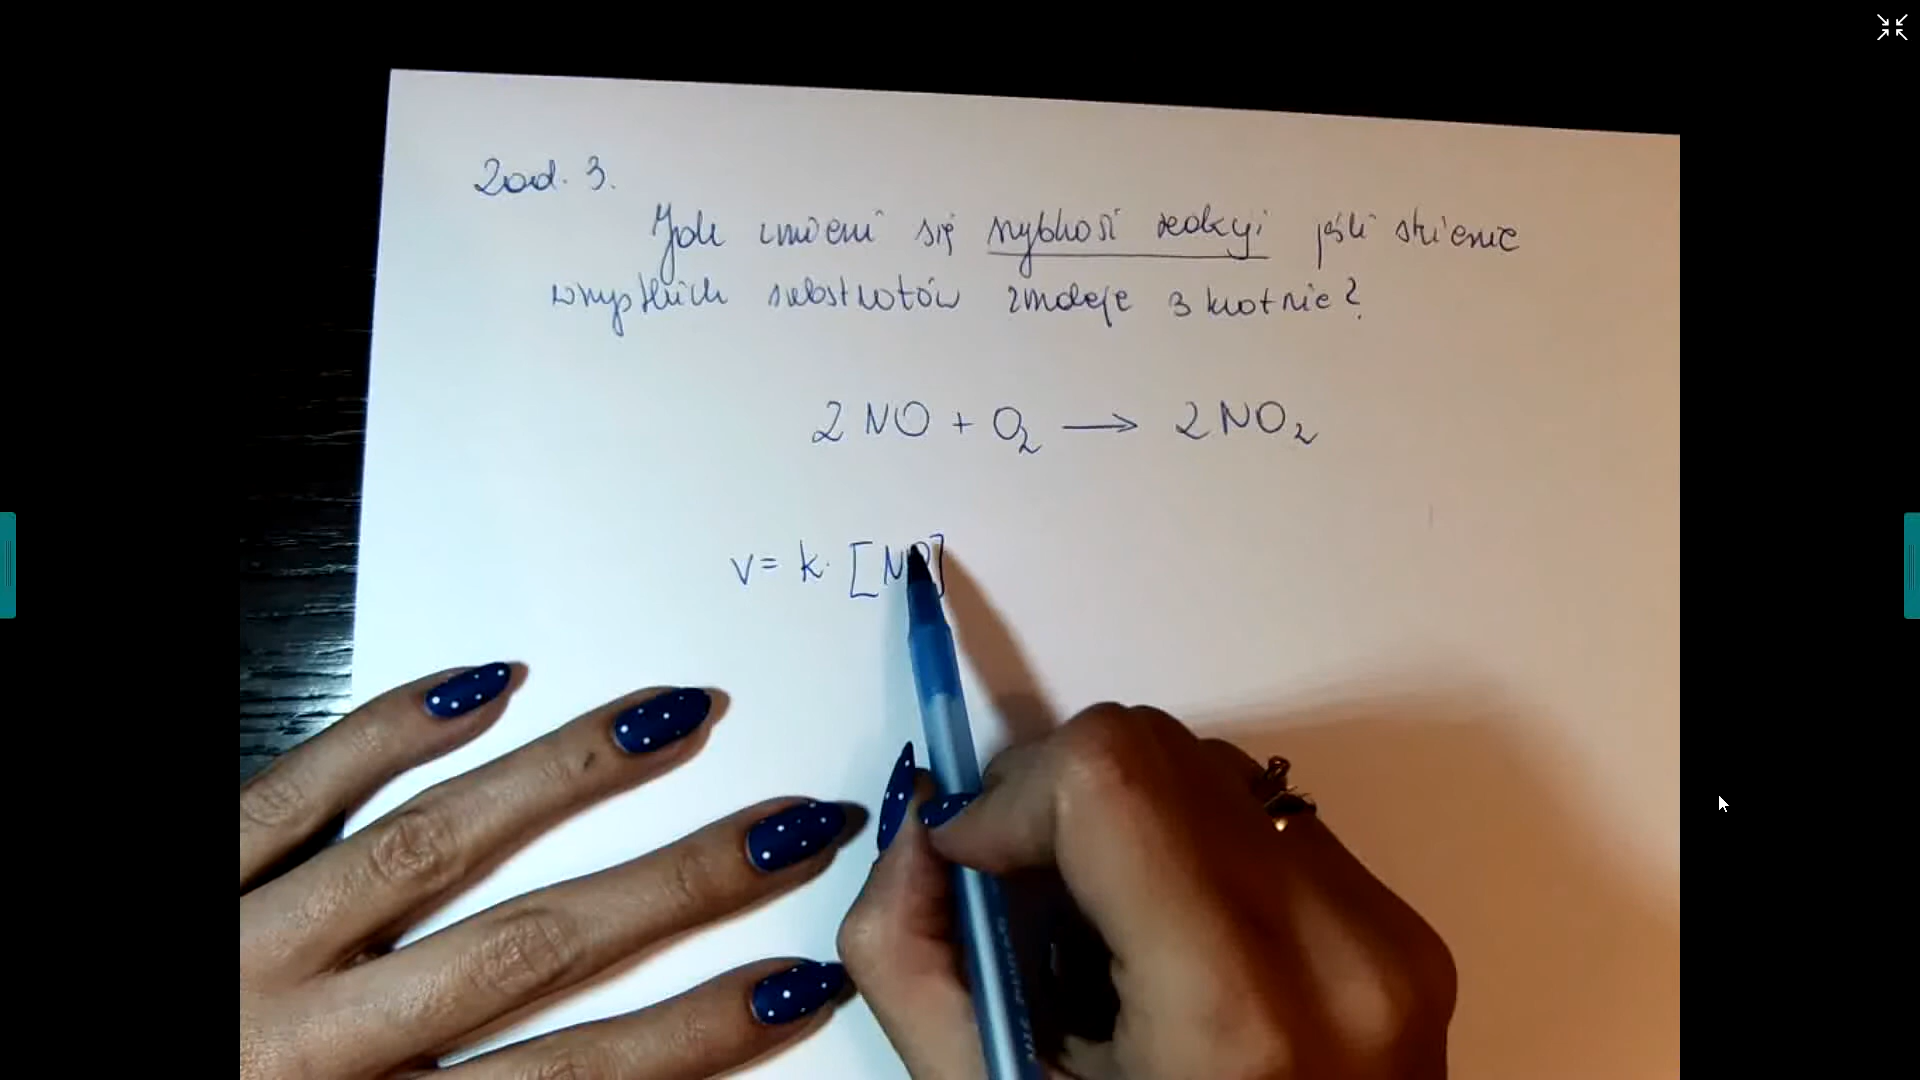 Zad. 3.
Jak zmieni się szybkość reakcji jeśli stężenie
wszystkich substratów zmaleje 3 krotnie?
2 NO + O₂ → 2 NO₂
v = k · [NO]